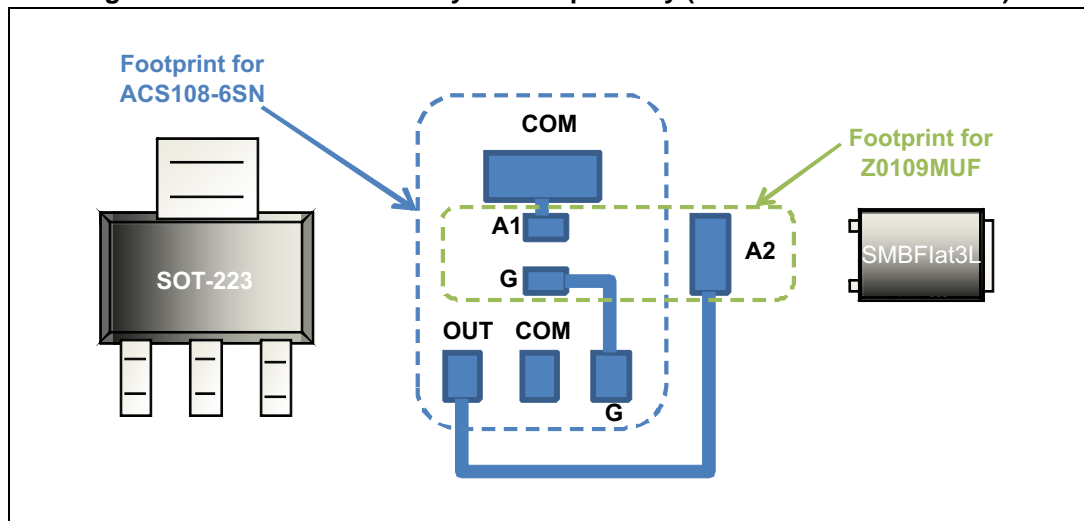 Footprint for
ACS108-6SN
COM
Footprint for
Z0109MUF
A1
A2
SMBFlat3L
SOT-223
G
OUT COM
G